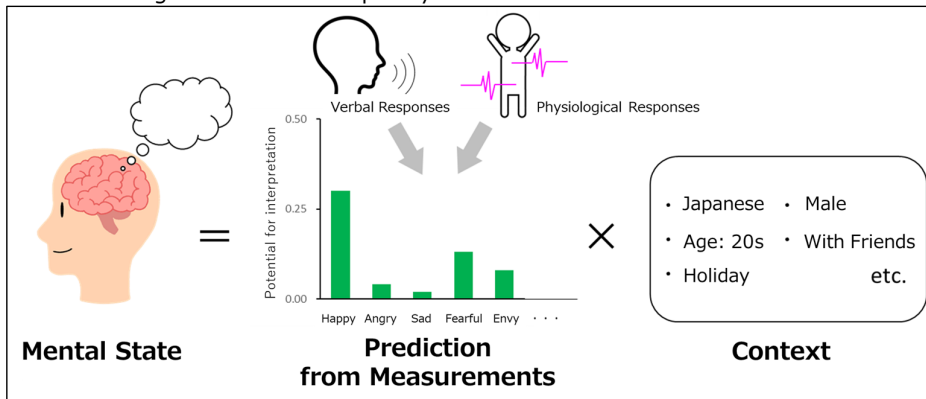 Verbal Responses
Physiological Responses
Potential for interpretation
0.50
0.25
0.00
Happy Angry Sad Fearful Envy ・・・
=
×
・ Japanese ・ Male
・ Age: 20s ・ With Friends
・ Holiday etc.
Mental State
Prediction
from Measurements
Context